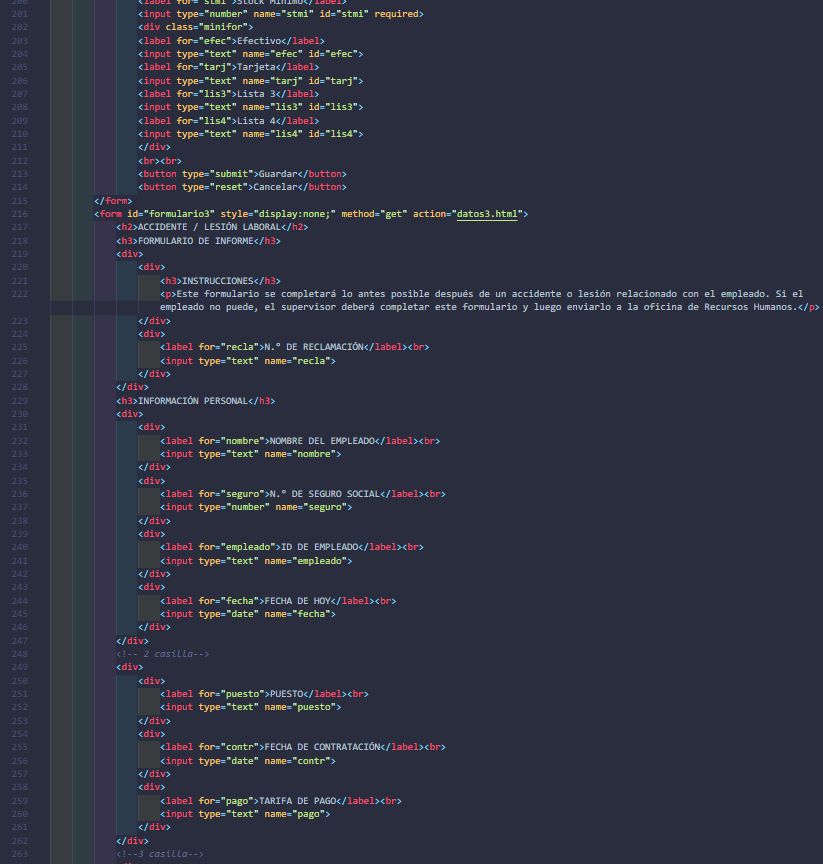 200 <label for="stmi">Stock Mínimo</label>
201 <input type="number" name="stmi" id="stmi" required>
202 <div class="minifor">
203 <label for="efec">Efectivo</label>
204 <input type="text" name="efec" id="efec">
205 <label for="tarj">Tarjeta</label>
206 <input type="text" name="tarj" id="tarj">
207 <label for="lis3">Lista 3</label>
208 <input type="text" name="lis3" id="lis3">
209 <label for="lis4">Lista 4</label>
210 <input type="text" name="lis4" id="lis4">
211 </div>
212 <br><br>
213 <button type="submit">Guardar</button>
214 <button type="reset">Cancelar</button>
215 </form>
216 <form id="formulario3" style="display:none;" method="get" action="datos3.html">
217 <h2>ACCIDENTE / LESIÓN LABORAL</h2>
218 <h3>FORMULARIO DE INFORME</h3>
219 <div>
220 <div>
221 <h3>INSTRUCCIONES</h3>
222 <p>Este formulario se completará lo antes posible después de un accidente o lesión relacionado con el empleado. Si el
empleado no puede, el supervisor deberá completar este formulario y luego enviarlo a la oficina de Recursos Humanos.</p>
223 </div>
224 <div>
225 <label for="recla">N.º DE RECLAMACIÓN</label><br>
226 <input type="text" name="recla">
227 </div>
228 </div>
229 <h3>INFORMACIÓN PERSONAL</h3>
230 <div>
231 <div>
232 <label for="nombre">NOMBRE DEL EMPLEADO</label><br>
233 <input type="text" name="nombre">
234 </div>
235 <div>
236 <label for="seguro">N.º DE SEGURO SOCIAL</label><br>
237 <input type="number" name="seguro">
238 </div>
239 <div>
240 <label for="empleado">ID DE EMPLEADO</label><br>
241 <input type="text" name="empleado">
242 </div>
243 <div>
244 <label for="fecha">FECHA DE HOY</label><br>
245 <input type="date" name="fecha">
246 </div>
247 </div>
248 <!-- 2 casilla-->
249 <div>
250 <div>
251 <label for="puesto">PUESTO</label><br>
252 <input type="text" name="puesto">
253 </div>
254 <div>
255 <label for="contr">FECHA DE CONTRATACIÓN</label><br>
256 <input type="date" name="contr">
257 </div>
258 <div>
259 <label for="pago">TARIFA DE PAGO</label><br>
260 <input type="text" name="pago">
261 </div>
262 </div>
263 <!--3 casilla-->